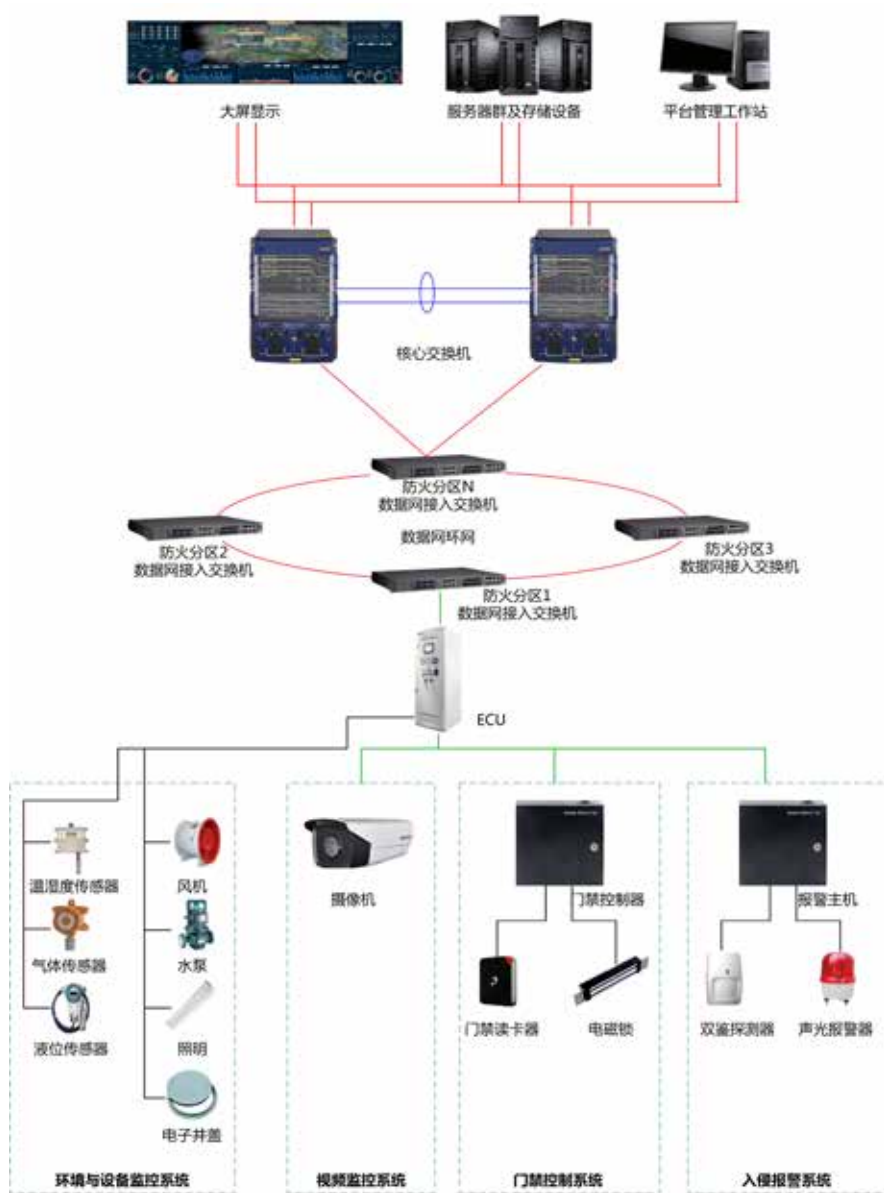 大屏显示
服务器群及存储设备
平台管理工作站
核心交换机
防火分区N
数据网接入交换机
防火分区2
数据网接入交换机
数据网环网
防火分区3
数据网接入交换机
防火分区1
数据网接入交换机
ECU
温湿度传感器
风机
气体传感器
水泵
液位传感器
照明
电子井盖
环境与设备监控系统
摄像机
视频监控系统
门禁控制器
门禁读卡器
电磁锁
门禁控制系统
报警主机
双鉴探测器
声光报警器
入侵报警系统